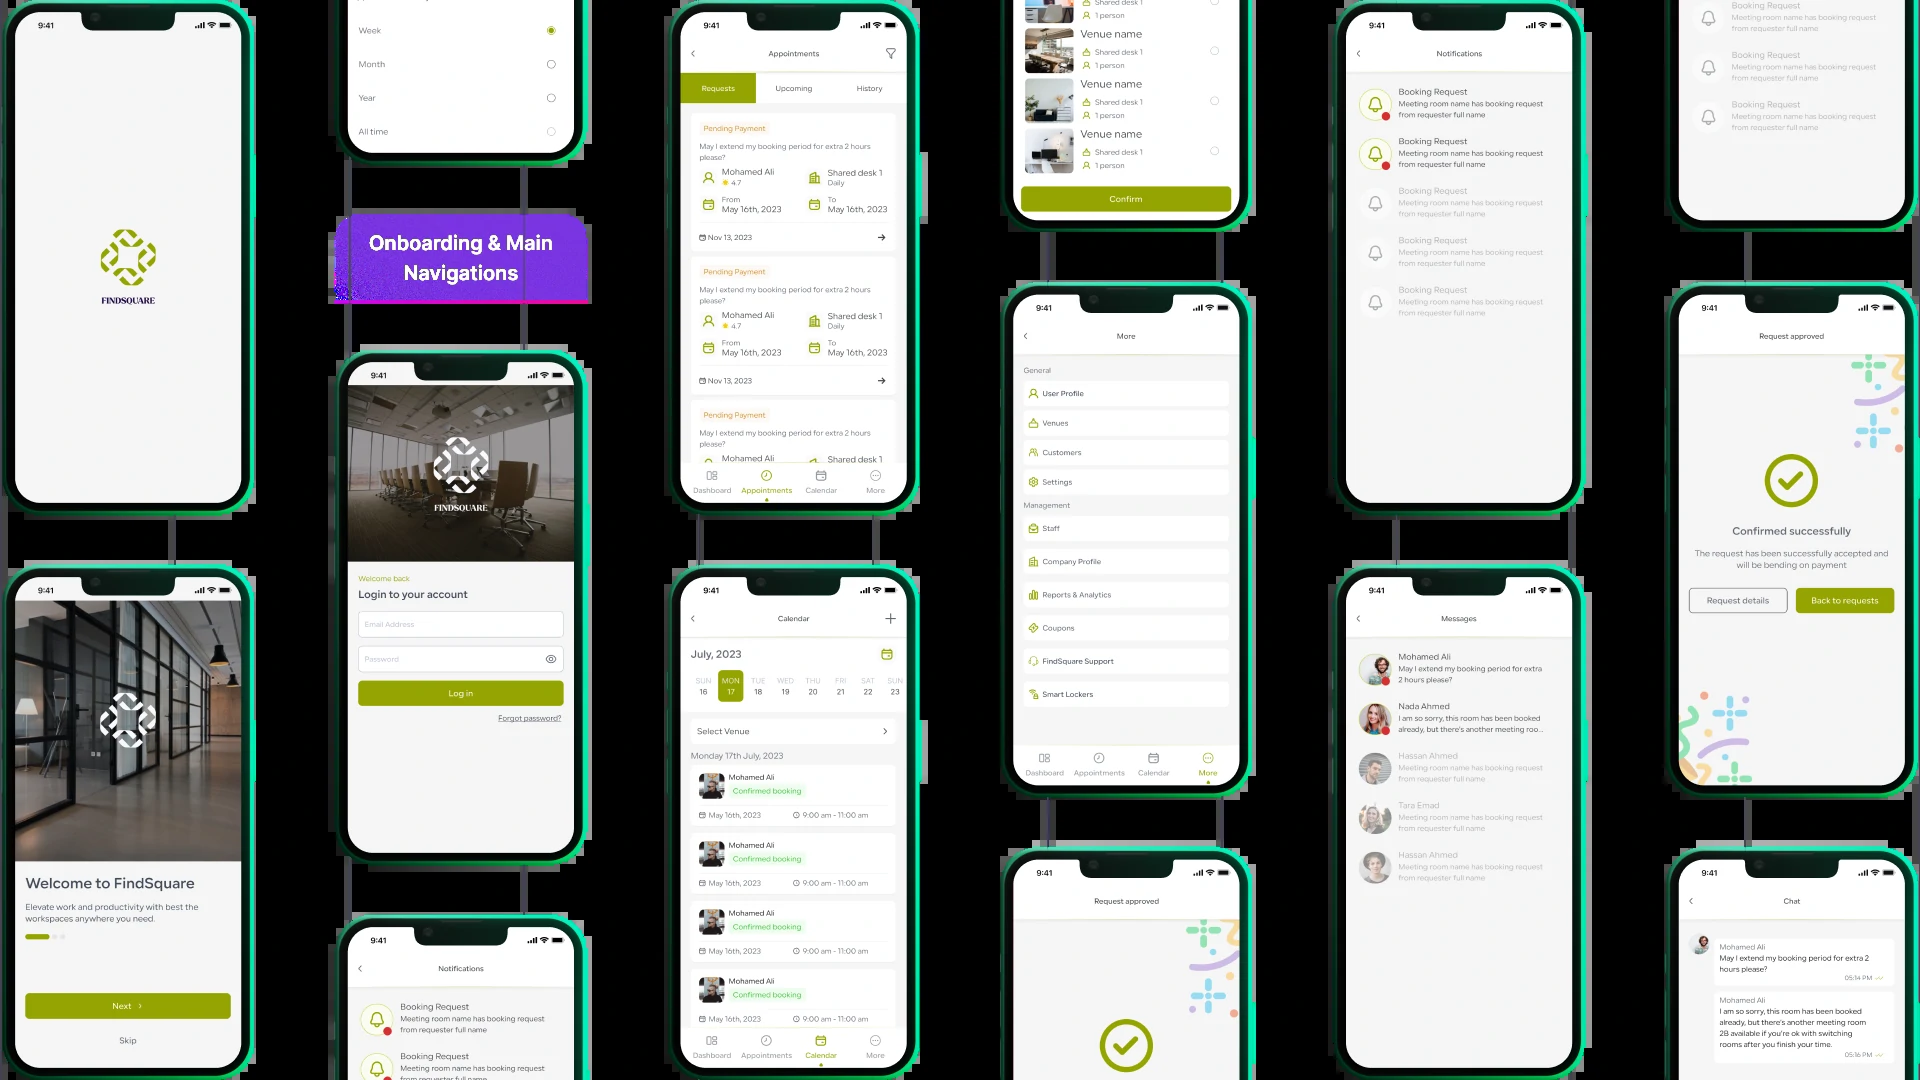 9:41
FINDSQUARE
9:41
Welcome to FindSquare
Elevate work and productivity with best the
workspaces anywhere you need.
Next
Skip
Week
Month
Year
All time
Onboarding & Main
Navigations
9:41
FINDSQUARE
Welcome back
Login to your account
Email Address
Password
Log in
Forgot password?
9:41
Notifications
Booking Request
Meeting room name has booking request
from requester full name
Booking Request
Meeting room name has booking request
from requester full name
9:41
Appointments
Requests Upcoming History
Pending Payment
May I extend my booking period for extra 2 hours
please?
Mohamed Ali Shared desk 1
4.7 Daily
From To
May 16th, 2023 May 16th, 2023
Nov 13, 2023
Pending Payment
May I extend my booking period for extra 2 hours
please?
Mohamed Ali Shared desk 1
4.7 Daily
From To
May 16th, 2023 May 16th, 2023
Nov 13, 2023
Pending Payment
May I extend my booking period for extra 2 hours
please?
Mohamed Ali Shared desk 1
Dashboard Appointments Calendar More
9:41
Calendar
July, 2023
SUN MON TUE WED THU FRI SAT SUN
16 17 18 19 20 21 22 23
Select Venue
Monday 17th July, 2023
Mohamed Ali
Confirmed booking
May 16th, 2023 9:00 am - 11:00 am
Mohamed Ali
Confirmed booking
May 16th, 2023 9:00 am - 11:00 am
Mohamed Ali
Confirmed booking
May 16th, 2023 9:00 am - 11:00 am
Mohamed Ali
Confirmed booking
May 16th, 2023 9:00 am - 11:00 am
Dashboard Appointments Calendar More
Shared desk 1
1 person
Venue name
Shared desk 1
1 person
Venue name
Shared desk 1
1 person
Venue name
Shared desk 1
1 person
Confirm
9:41
More
General
User Profile
Venues
Customers
Settings
Management
Staff
Company Profile
Reports & Analytics
Coupons
FindSquare Support
Smart Lockers
Dashboard Appointments Calendar More
9:41
Request approved
9:41
Notifications
Booking Request
Meeting room name has booking request
from requester full name
Booking Request
Meeting room name has booking request
from requester full name
Booking Request
Meeting room name has booking request
from requester full name
Booking Request
Meeting room name has booking request
from requester full name
Booking Request
Meeting room name has booking request
from requester full name
9:41
Messages
Mohamed Ali
May I extend my booking period for extra
2 hours please?
Nada Ahmed
I am so sorry, this room has been booked
already, but there's another meeting roo...
Hassan Ahmed
Meeting room name has booking request
from requester full name
Tara Emad
Meeting room name has booking request
from requester full name
Hassan Ahmed
Meeting room name has booking request
from requester full name
Booking Request
Meeting room name has booking request
from requester full name
Booking Request
Meeting room name has booking request
from requester full name
Booking Request
Meeting room name has booking request
from requester full name
9:41
Request approved
Confirmed successfully
The request has been successfully accepted and
will be bending on payment
Request details Back to requests
9:41
Chat
Mohamed Ali
May I extend my booking period for extra 2
hours please?
05:14 PM
Mohamed Ali
I am so sorry, this room has been booked
already, but there's another meeting room
2B available if you're ok with switching
rooms after you finish your time.
05:16 PM